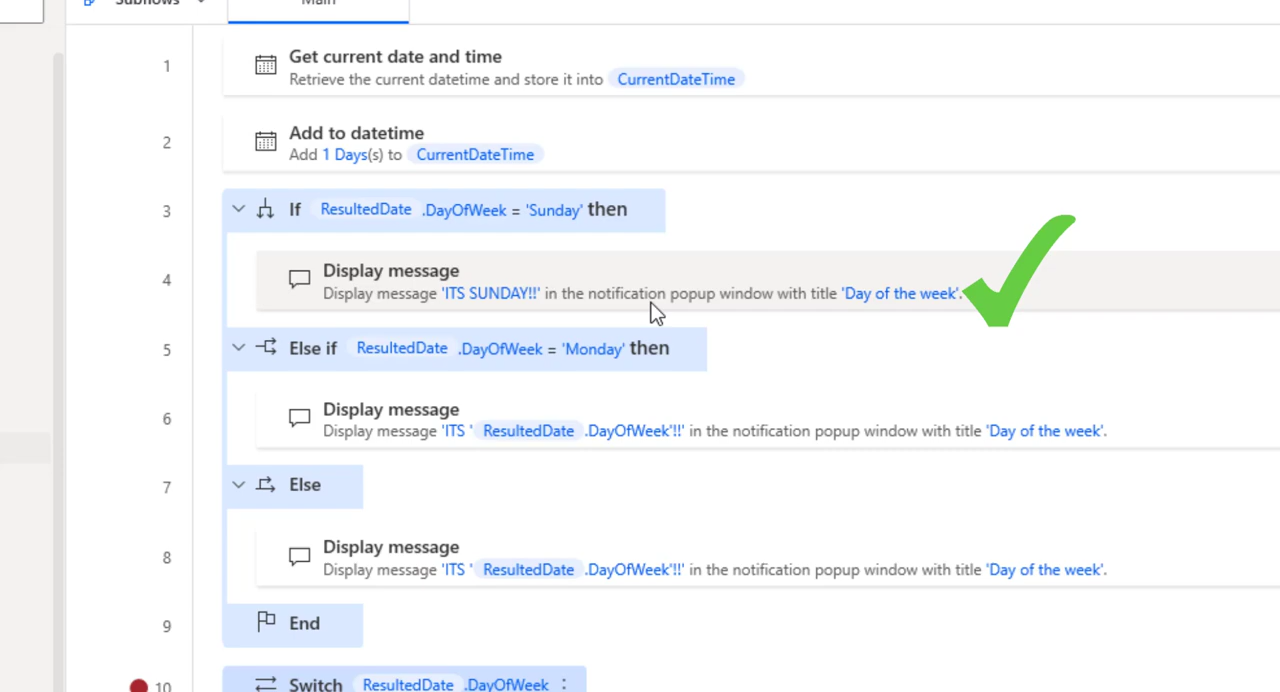 Subflows
Main
1
Get current date and time
Retrieve the current datetime and store it into CurrentDateTime
2
Add to datetime
Add 1 Days(s) to CurrentDateTime
3
If ResultedDate .DayOfWeek = 'Sunday' then
4
Display message
Display message 'ITS SUNDAY!!' in the notification popup window with title 'Day of the week'.
5
Else if ResultedDate .DayOfWeek = 'Monday' then
6
Display message
Display message 'ITS ' ResultedDate .DayOfWeek'!!' in the notification popup window with title 'Day of the week'.
7
Else
8
Display message
Display message 'ITS ' ResultedDate .DayOfWeek'!!' in the notification popup window with title 'Day of the week'.
9
End
10
Switch ResultedDate .DayOfWeek